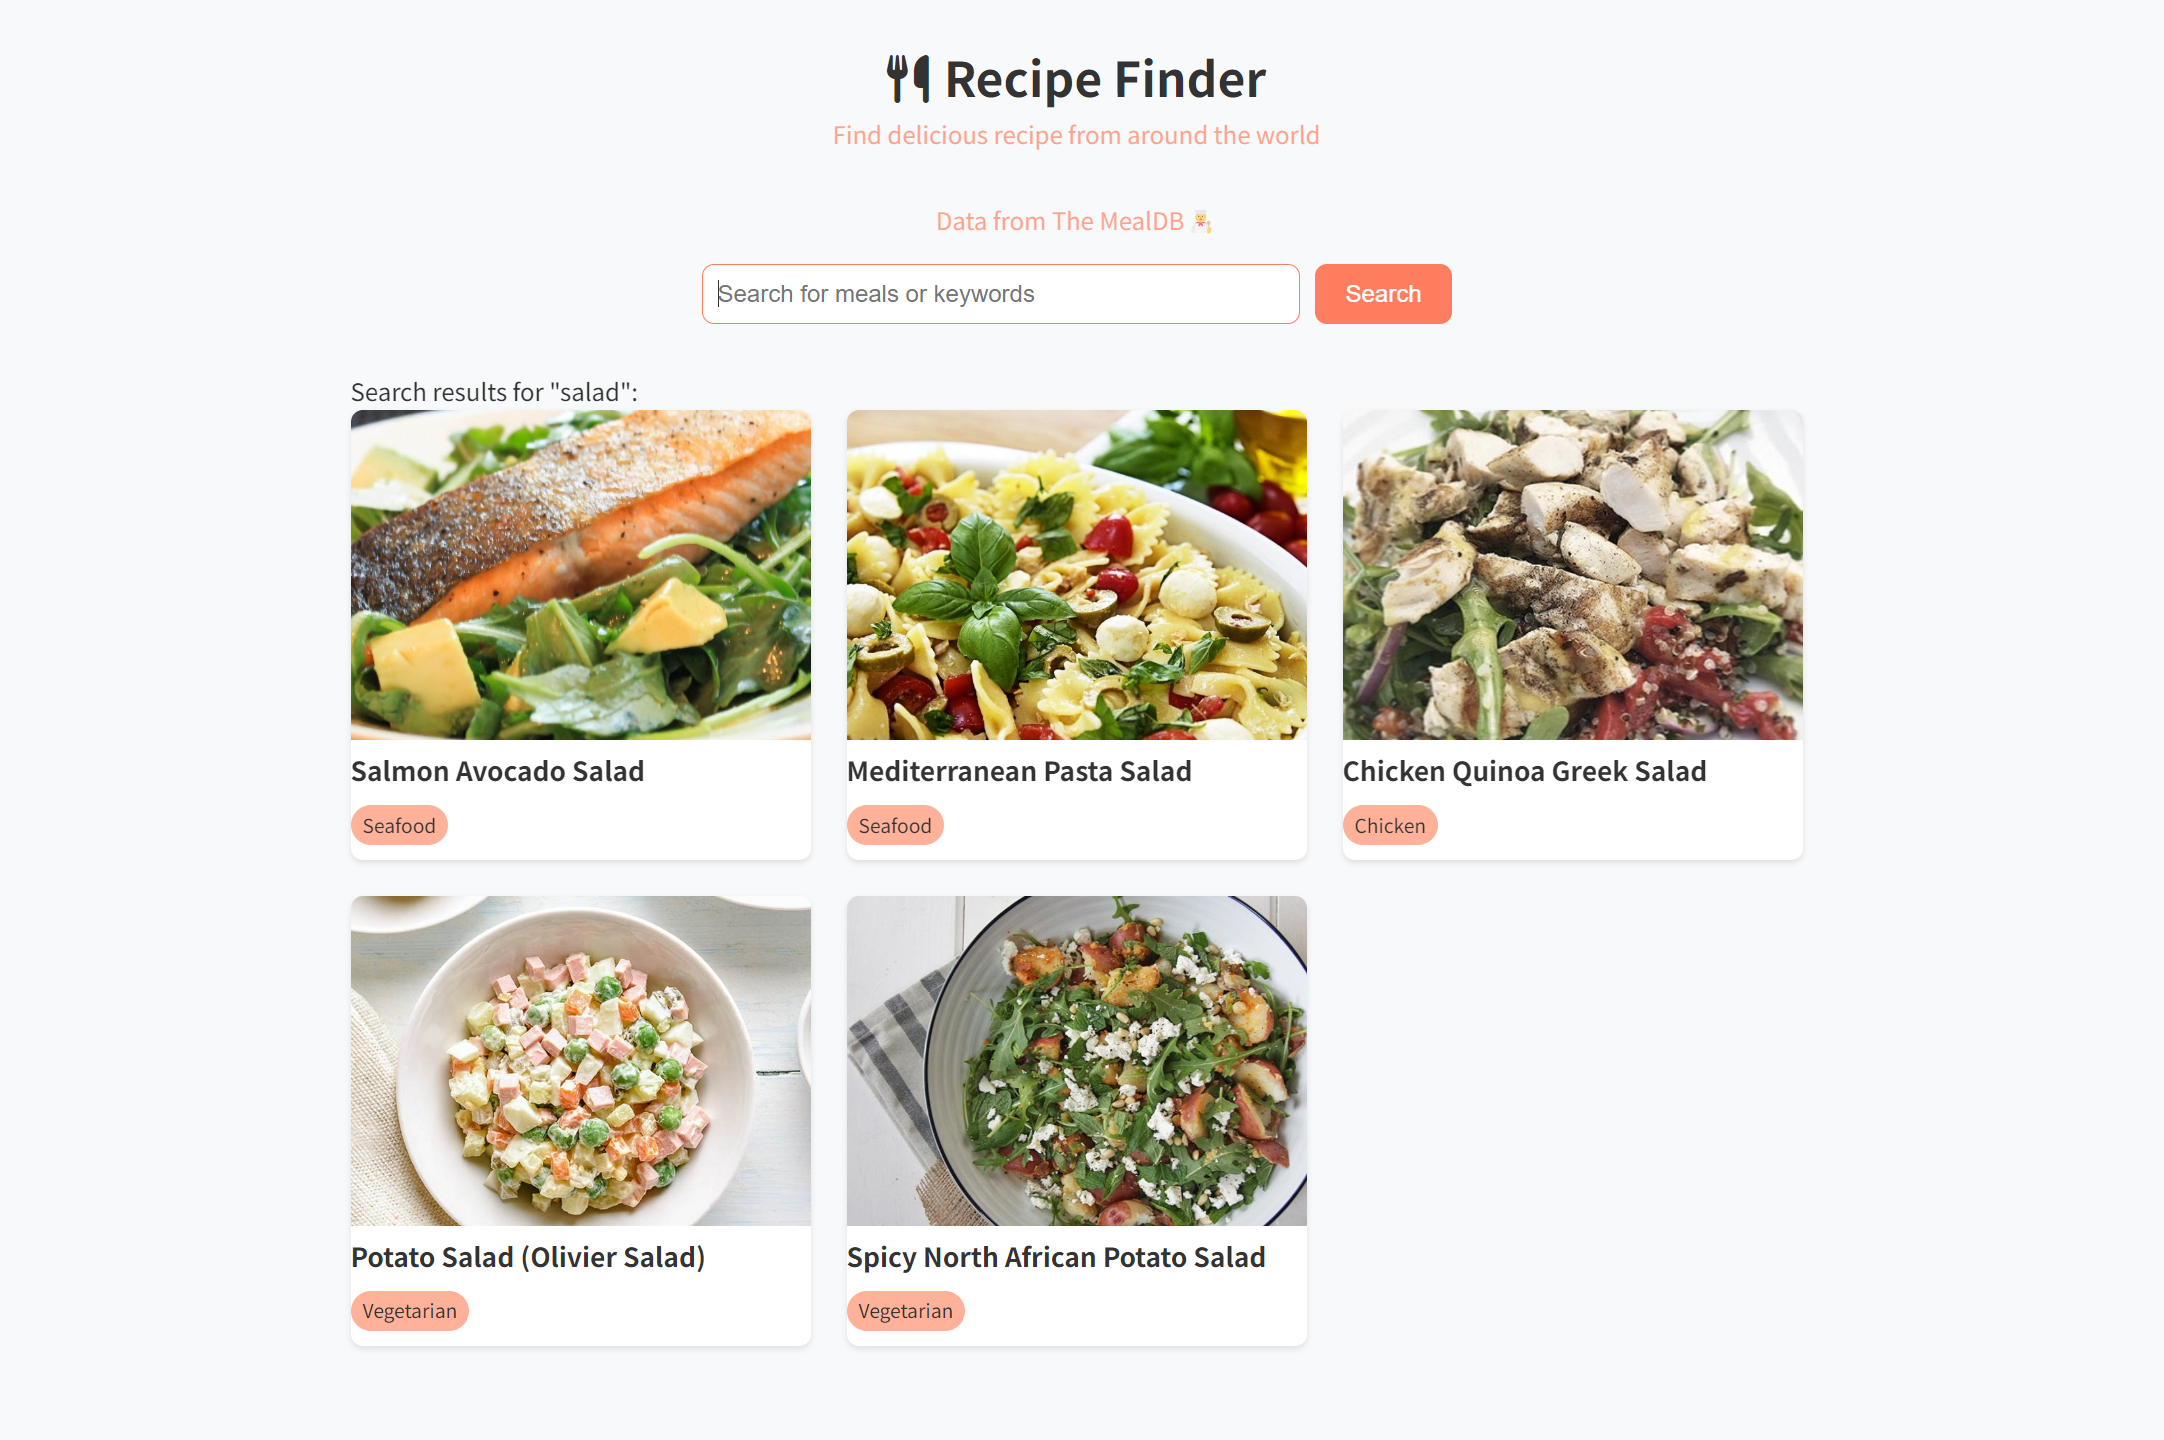 Recipe Finder
Find delicious recipe from around the world
Data from The MealDB 👩‍🍳
Search for meals or keywords
Search
Search results for "salad":
Salmon Avocado Salad
Seafood
Mediterranean Pasta Salad
Seafood
Chicken Quinoa Greek Salad
Chicken
Potato Salad (Olivier Salad)
Vegetarian
Spicy North African Potato Salad
Vegetarian